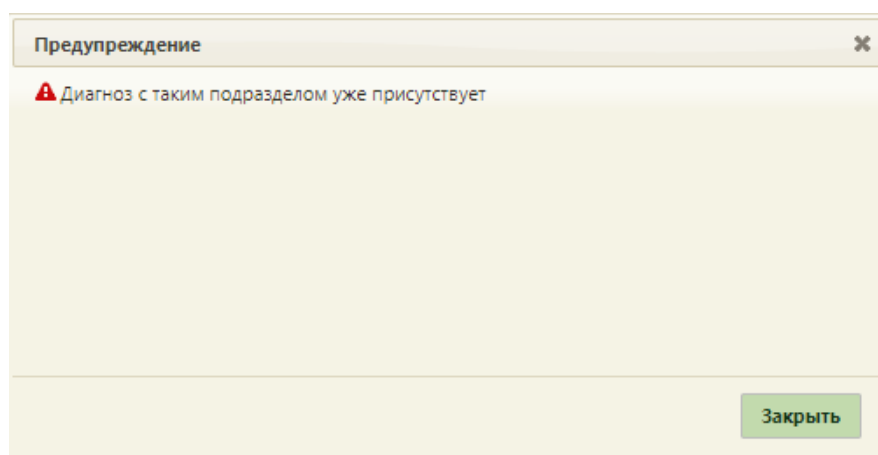 Предупреждение
Диагноз с таким подразделом уже присутствует
Закрыть